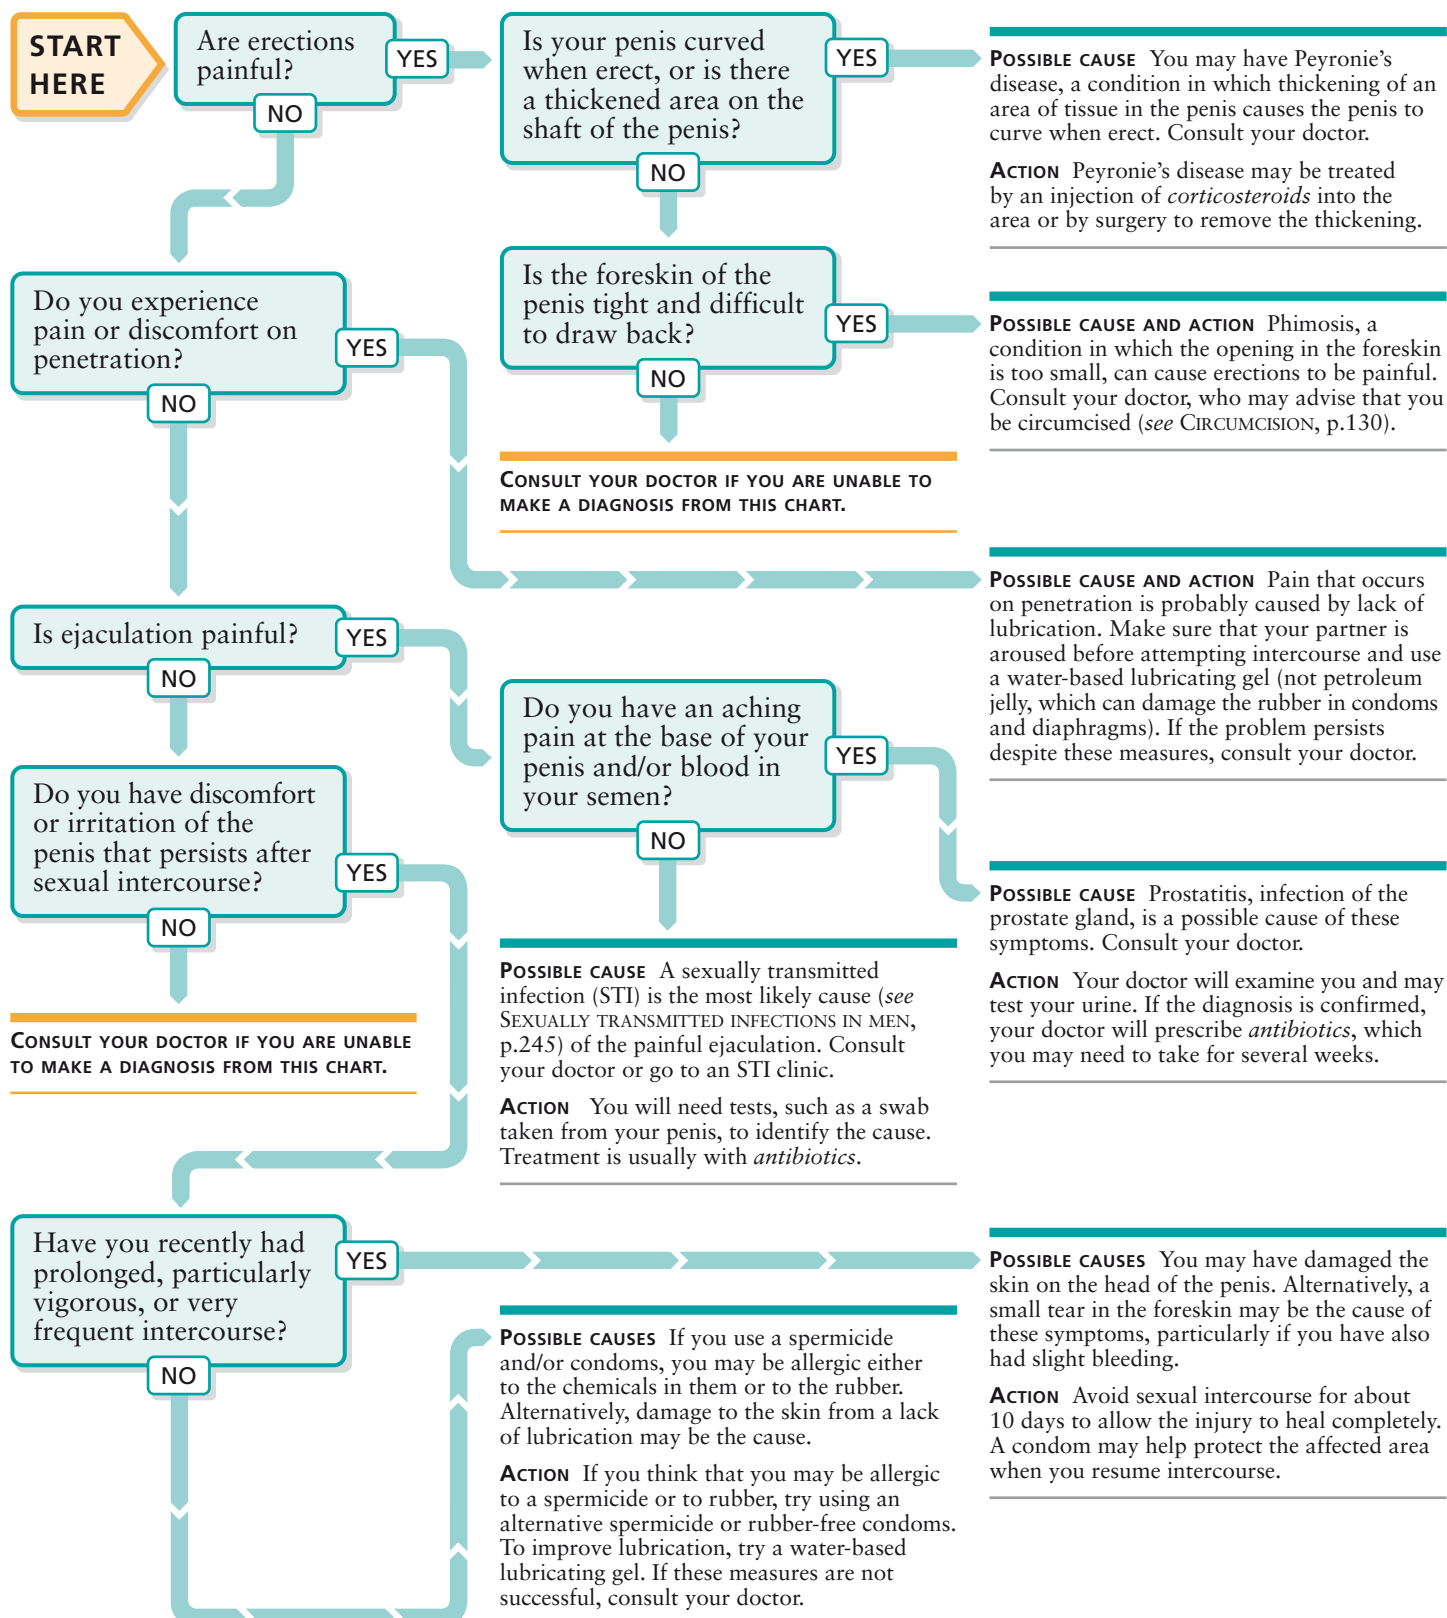 START
HERE
Are erections
painful?
YES
NO
Is your penis curved
when erect, or is there
a thickened area on the
shaft of the penis?
YES
NO
POSSIBLE CAUSE You may have Peyronie's
disease, a condition in which thickening of an
area of tissue in the penis causes the penis to
curve when erect. Consult your doctor.
ACTION Peyronie's disease may be treated
by an injection of corticosteroids into the
area or by surgery to remove the thickening.
Is the foreskin of the
penis tight and difficult
to draw back?
YES
NO
POSSIBLE CAUSE AND ACTION Phimosis, a
condition in which the opening in the foreskin
is too small, can cause erections to be painful.
Consult your doctor, who may advise that you
be circumcised (see CIRCUMCISION, p.130).
CONSULT YOUR DOCTOR IF YOU ARE UNABLE TO
MAKE A DIAGNOSIS FROM THIS CHART.
Do you experience
pain or discomfort on
penetration?
YES
NO
POSSIBLE CAUSE AND ACTION Pain that occurs
on penetration is probably caused by lack of
lubrication. Make sure that your partner is
aroused before attempting intercourse and use
a water-based lubricating gel (not petroleum
jelly, which can damage the rubber in condoms
and diaphragms). If the problem persists
despite these measures, consult your doctor.
Is ejaculation painful?
YES
NO
Do you have an aching
pain at the base of your
penis and/or blood in
your semen?
YES
NO
POSSIBLE CAUSE Prostatitis, infection of the
prostate gland, is a possible cause of these
symptoms. Consult your doctor.
ACTION Your doctor will examine you and may
test your urine. If the diagnosis is confirmed,
your doctor will prescribe antibiotics, which
you may need to take for several weeks.
POSSIBLE CAUSE A sexually transmitted
infection (STI) is the most likely cause (see
SEXUALLY TRANSMITTED INFECTIONS IN MEN,
p.245) of the painful ejaculation. Consult
your doctor or go to an STI clinic.
ACTION You will need tests, such as a swab
taken from your penis, to identify the cause.
Treatment is usually with antibiotics.
Do you have discomfort
or irritation of the
penis that persists after
sexual intercourse?
YES
NO
CONSULT YOUR DOCTOR IF YOU ARE UNABLE
TO MAKE A DIAGNOSIS FROM THIS CHART.
Have you recently had
prolonged, particularly
vigorous, or very
frequent intercourse?
YES
NO
POSSIBLE CAUSES You may have damaged the
skin on the head of the penis. Alternatively, a
small tear in the foreskin may be the cause of
these symptoms, particularly if you have also
had slight bleeding.
ACTION Avoid sexual intercourse for about
10 days to allow the injury to heal completely.
A condom may help protect the affected area
when you resume intercourse.
POSSIBLE CAUSES If you use a spermicide
and/or condoms, you may be allergic either
to the chemicals in them or to the rubber.
Alternatively, damage to the skin from a lack
of lubrication may be the cause.
ACTION If you think that you may be allergic
to a spermicide or to rubber, try using an
alternative spermicide or rubber-free condoms.
To improve lubrication, try a water-based
lubricating gel. If these measures are not
successful, consult your doctor.